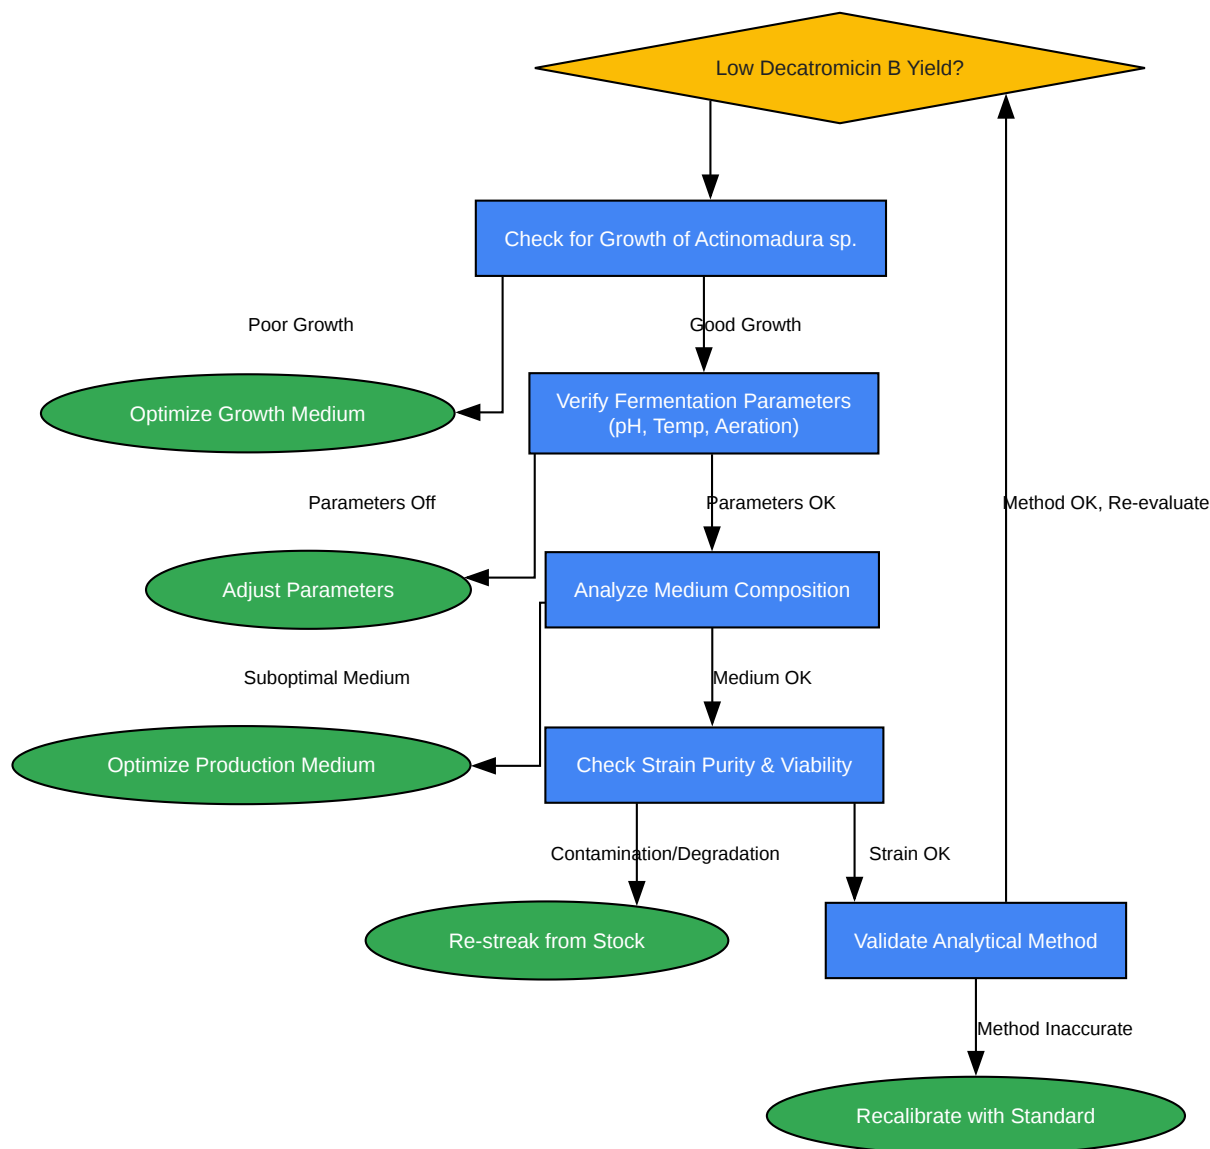 Low Decatromicin B Yield?
Check for Growth of Actinomadura sp.
Poor Growth
Good Growth
Optimize Growth Medium
Verify Fermentation Parameters
(pH, Temp, Aeration)
Parameters Off
Parameters OK
Method OK, Re-evaluate
Adjust Parameters
Analyze Medium Composition
Suboptimal Medium
Medium OK
Optimize Production Medium
Check Strain Purity & Viability
Contamination/Degradation
Strain OK
Re-streak from Stock
Validate Analytical Method
Method Inaccurate
Recalibrate with Standard